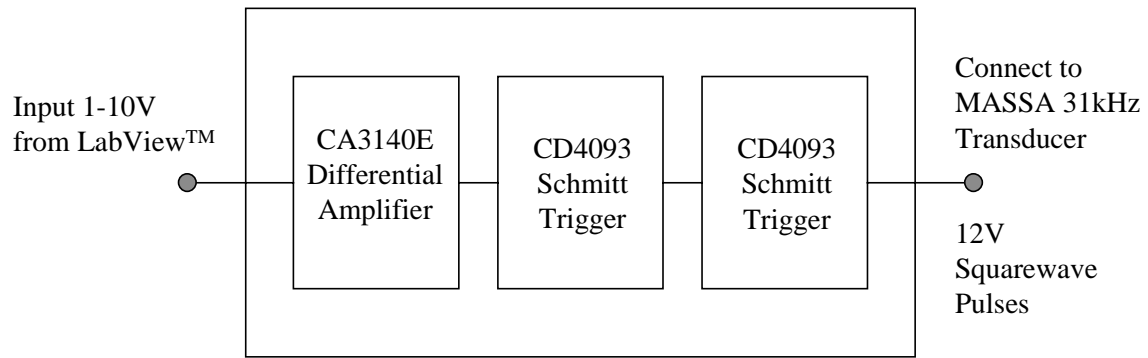 Input 1-10V
from LabView™
CA3140E
Differential
Amplifier
CD4093
Schmitt
Trigger
CD4093
Schmitt
Trigger
Connect to
MASSA 31kHz
Transducer
12V
Squarewave
Pulses